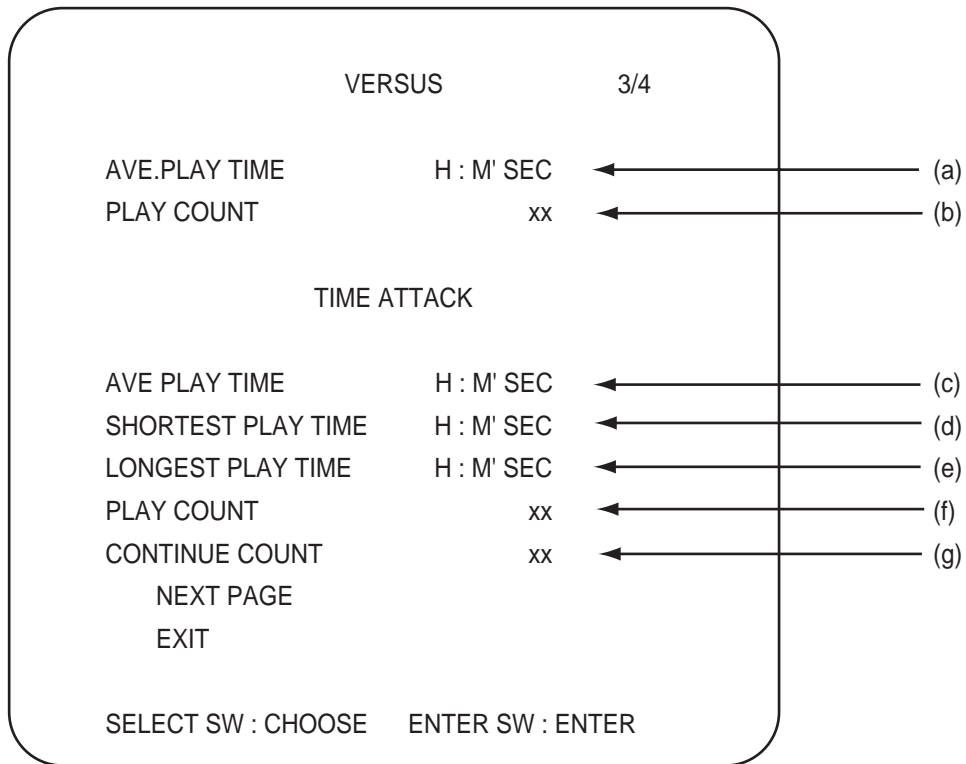 VERSUS 3/4
AVE.PLAY TIME H : M' SEC (a)
PLAY COUNT xx (b)
TIME ATTACK
AVE PLAY TIME H : M' SEC (c)
SHORTEST PLAY TIME H : M' SEC (d)
LONGEST PLAY TIME H : M' SEC (e)
PLAY COUNT xx (f)
CONTINUE COUNT xx (g)
NEXT PAGE
EXIT
SELECT SW : CHOOSE ENTER SW : ENTER